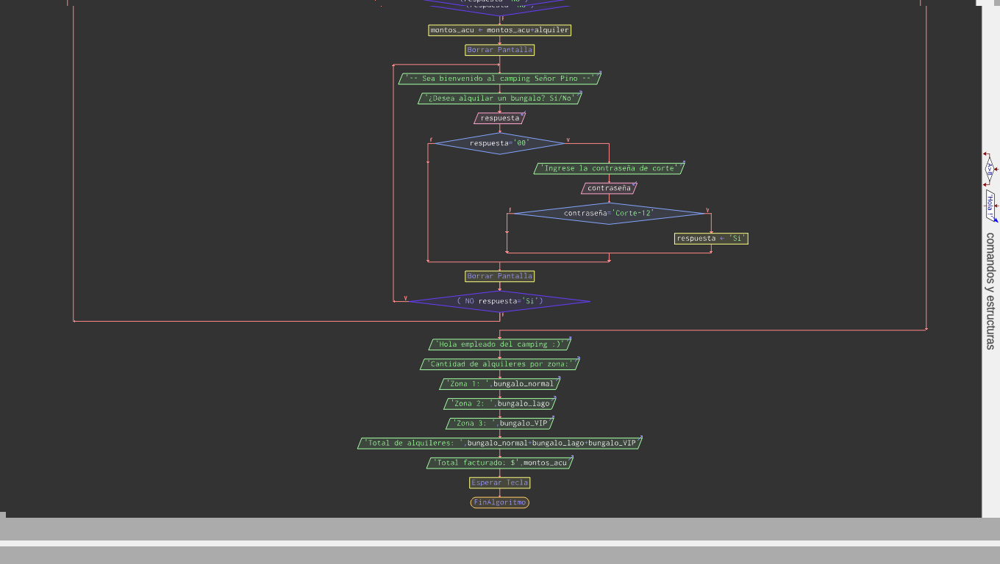 (respuesta='No')
F
montos_acu ← montos_acu+alquiler
Borrar Pantalla
'-- Sea bienvenido al camping Señor Pino --'
'¿Desea alquilar un bungalo? Si/No'
respuesta
F
respuesta='00'
V
'Ingrese la contraseña de corte'
contraseña
F
contraseña='Corte-12'
V
respuesta ← 'Si'
Borrar Pantalla
V
( NO respuesta='Si')
F
'Hola empleado del camping :)'
'Cantidad de alquileres por zona:'
'Zona 1: ',bungalo_normal
'Zona 2: ',bungalo_lago
'Zona 3: ',bungalo_VIP
'Total de alquileres: ',bungalo_normal+bungalo_lago+bungalo_VIP
'Total facturado: $',montos_acu
Esperar Tecla
FinAlgoritmo
A>B
'Hola !'
comandos y estructuras